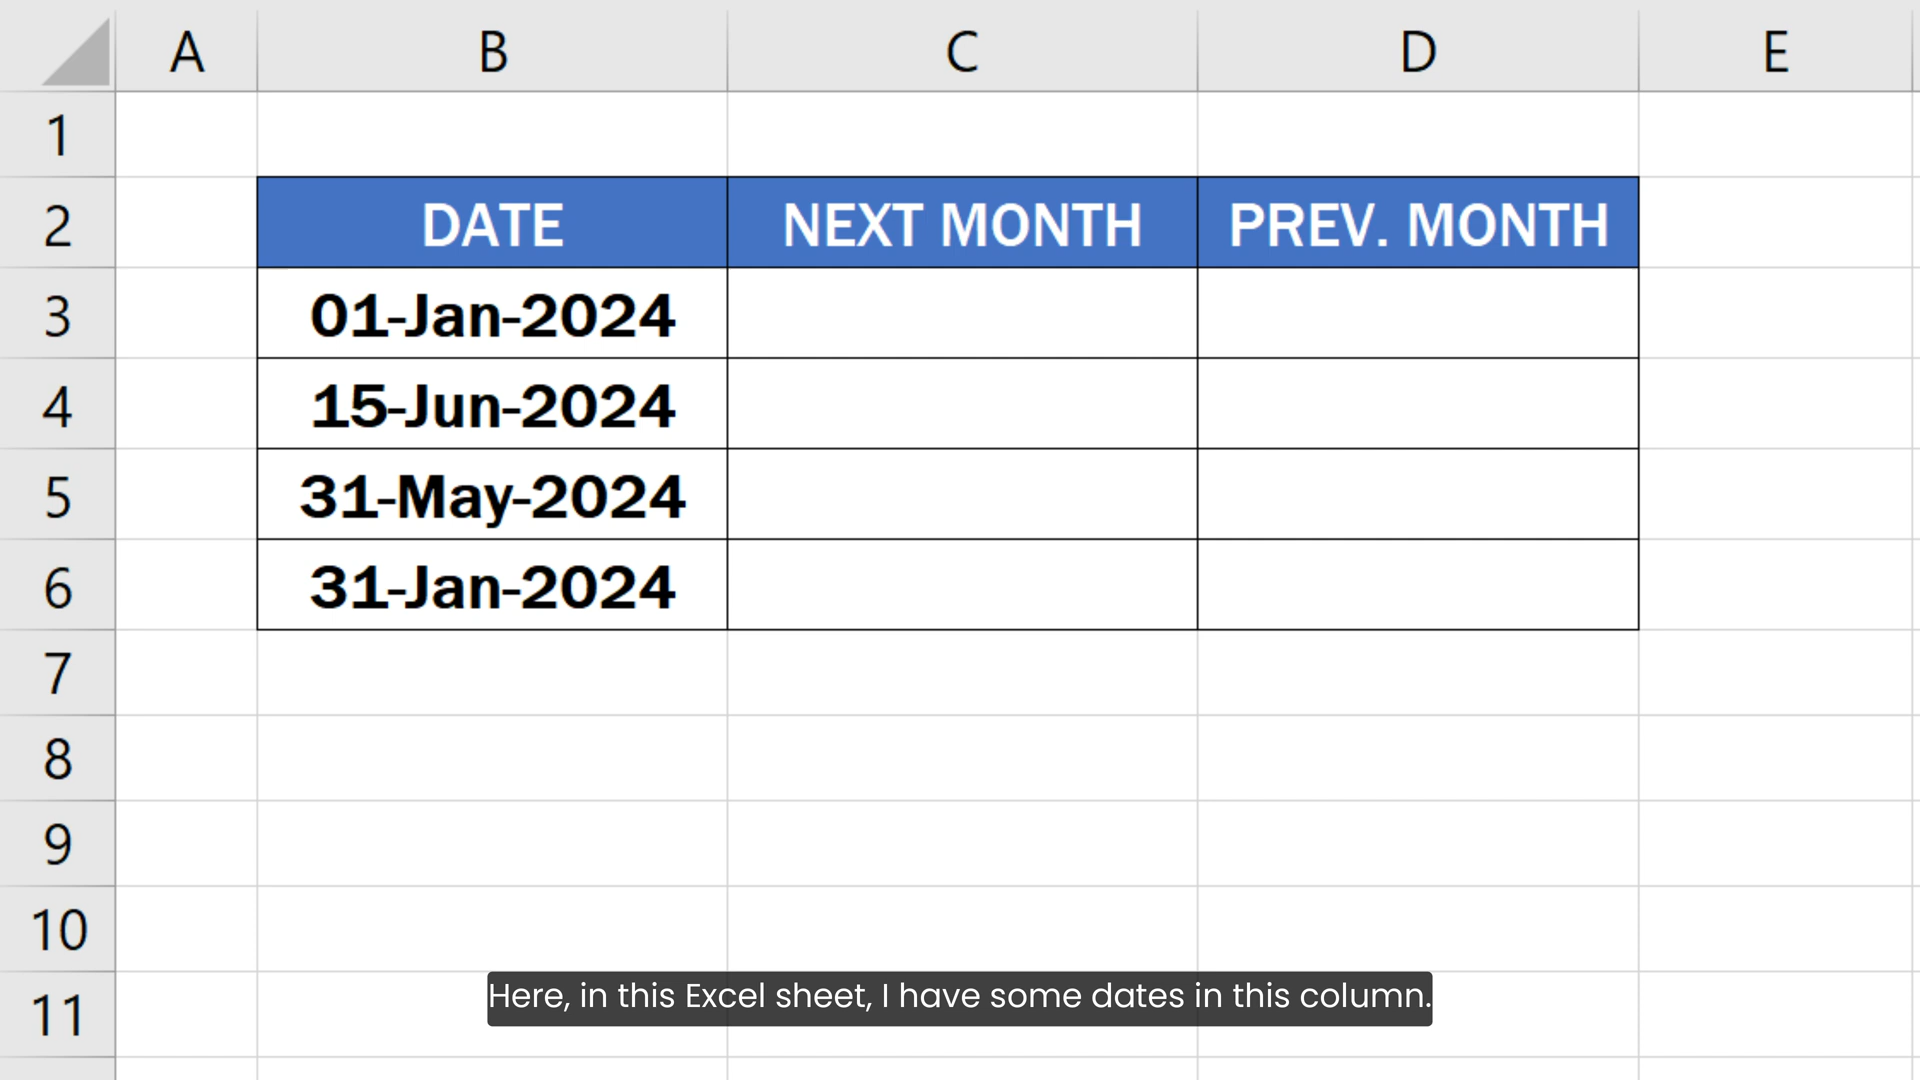 A B C D E
1
2 DATE NEXT MONTH PREV. MONTH
3 01-Jan-2024
4 15-Jun-2024
5 31-May-2024
6 31-Jan-2024
7
8
9
10
11
Here, in this Excel sheet, I have some dates in this column.